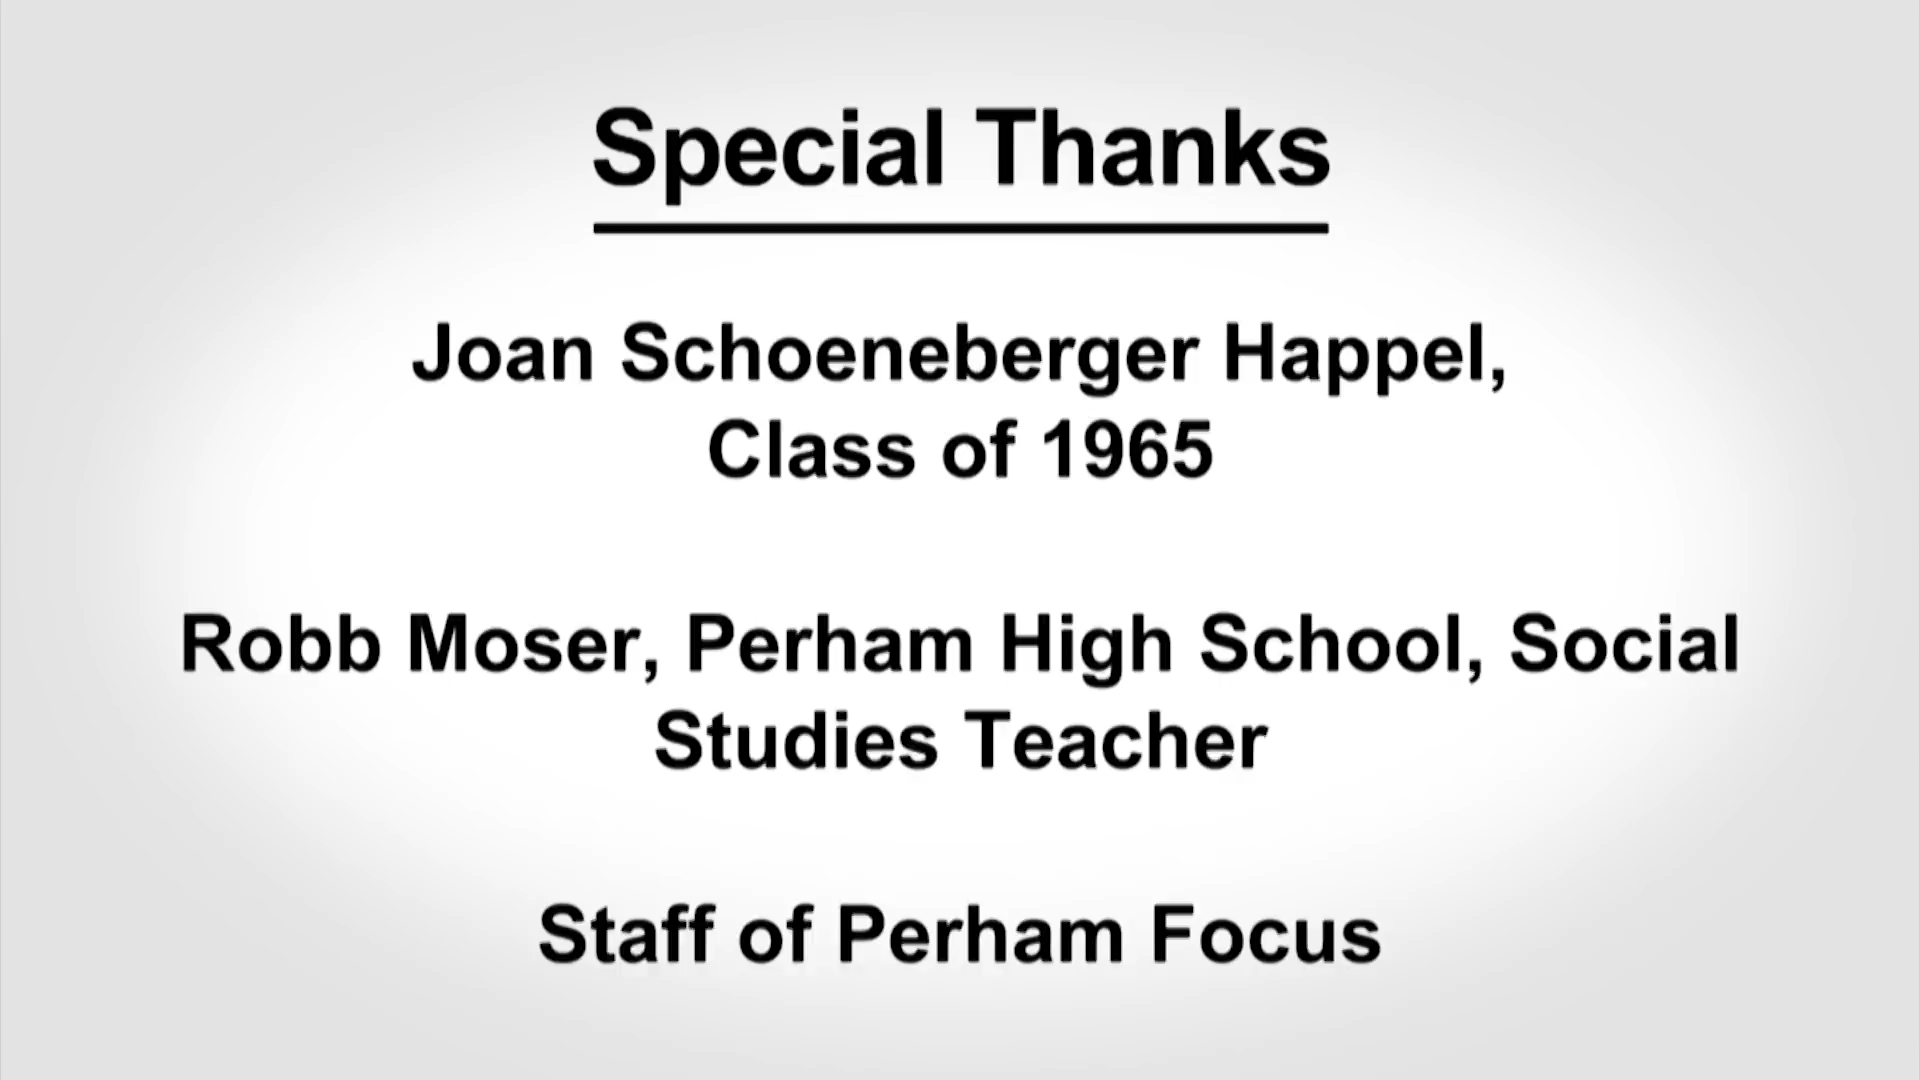 Special Thanks
Joan Schoeneberger Happel,
Class of 1965
Robb Moser, Perham High School, Social
Studies Teacher
Staff of Perham Focus